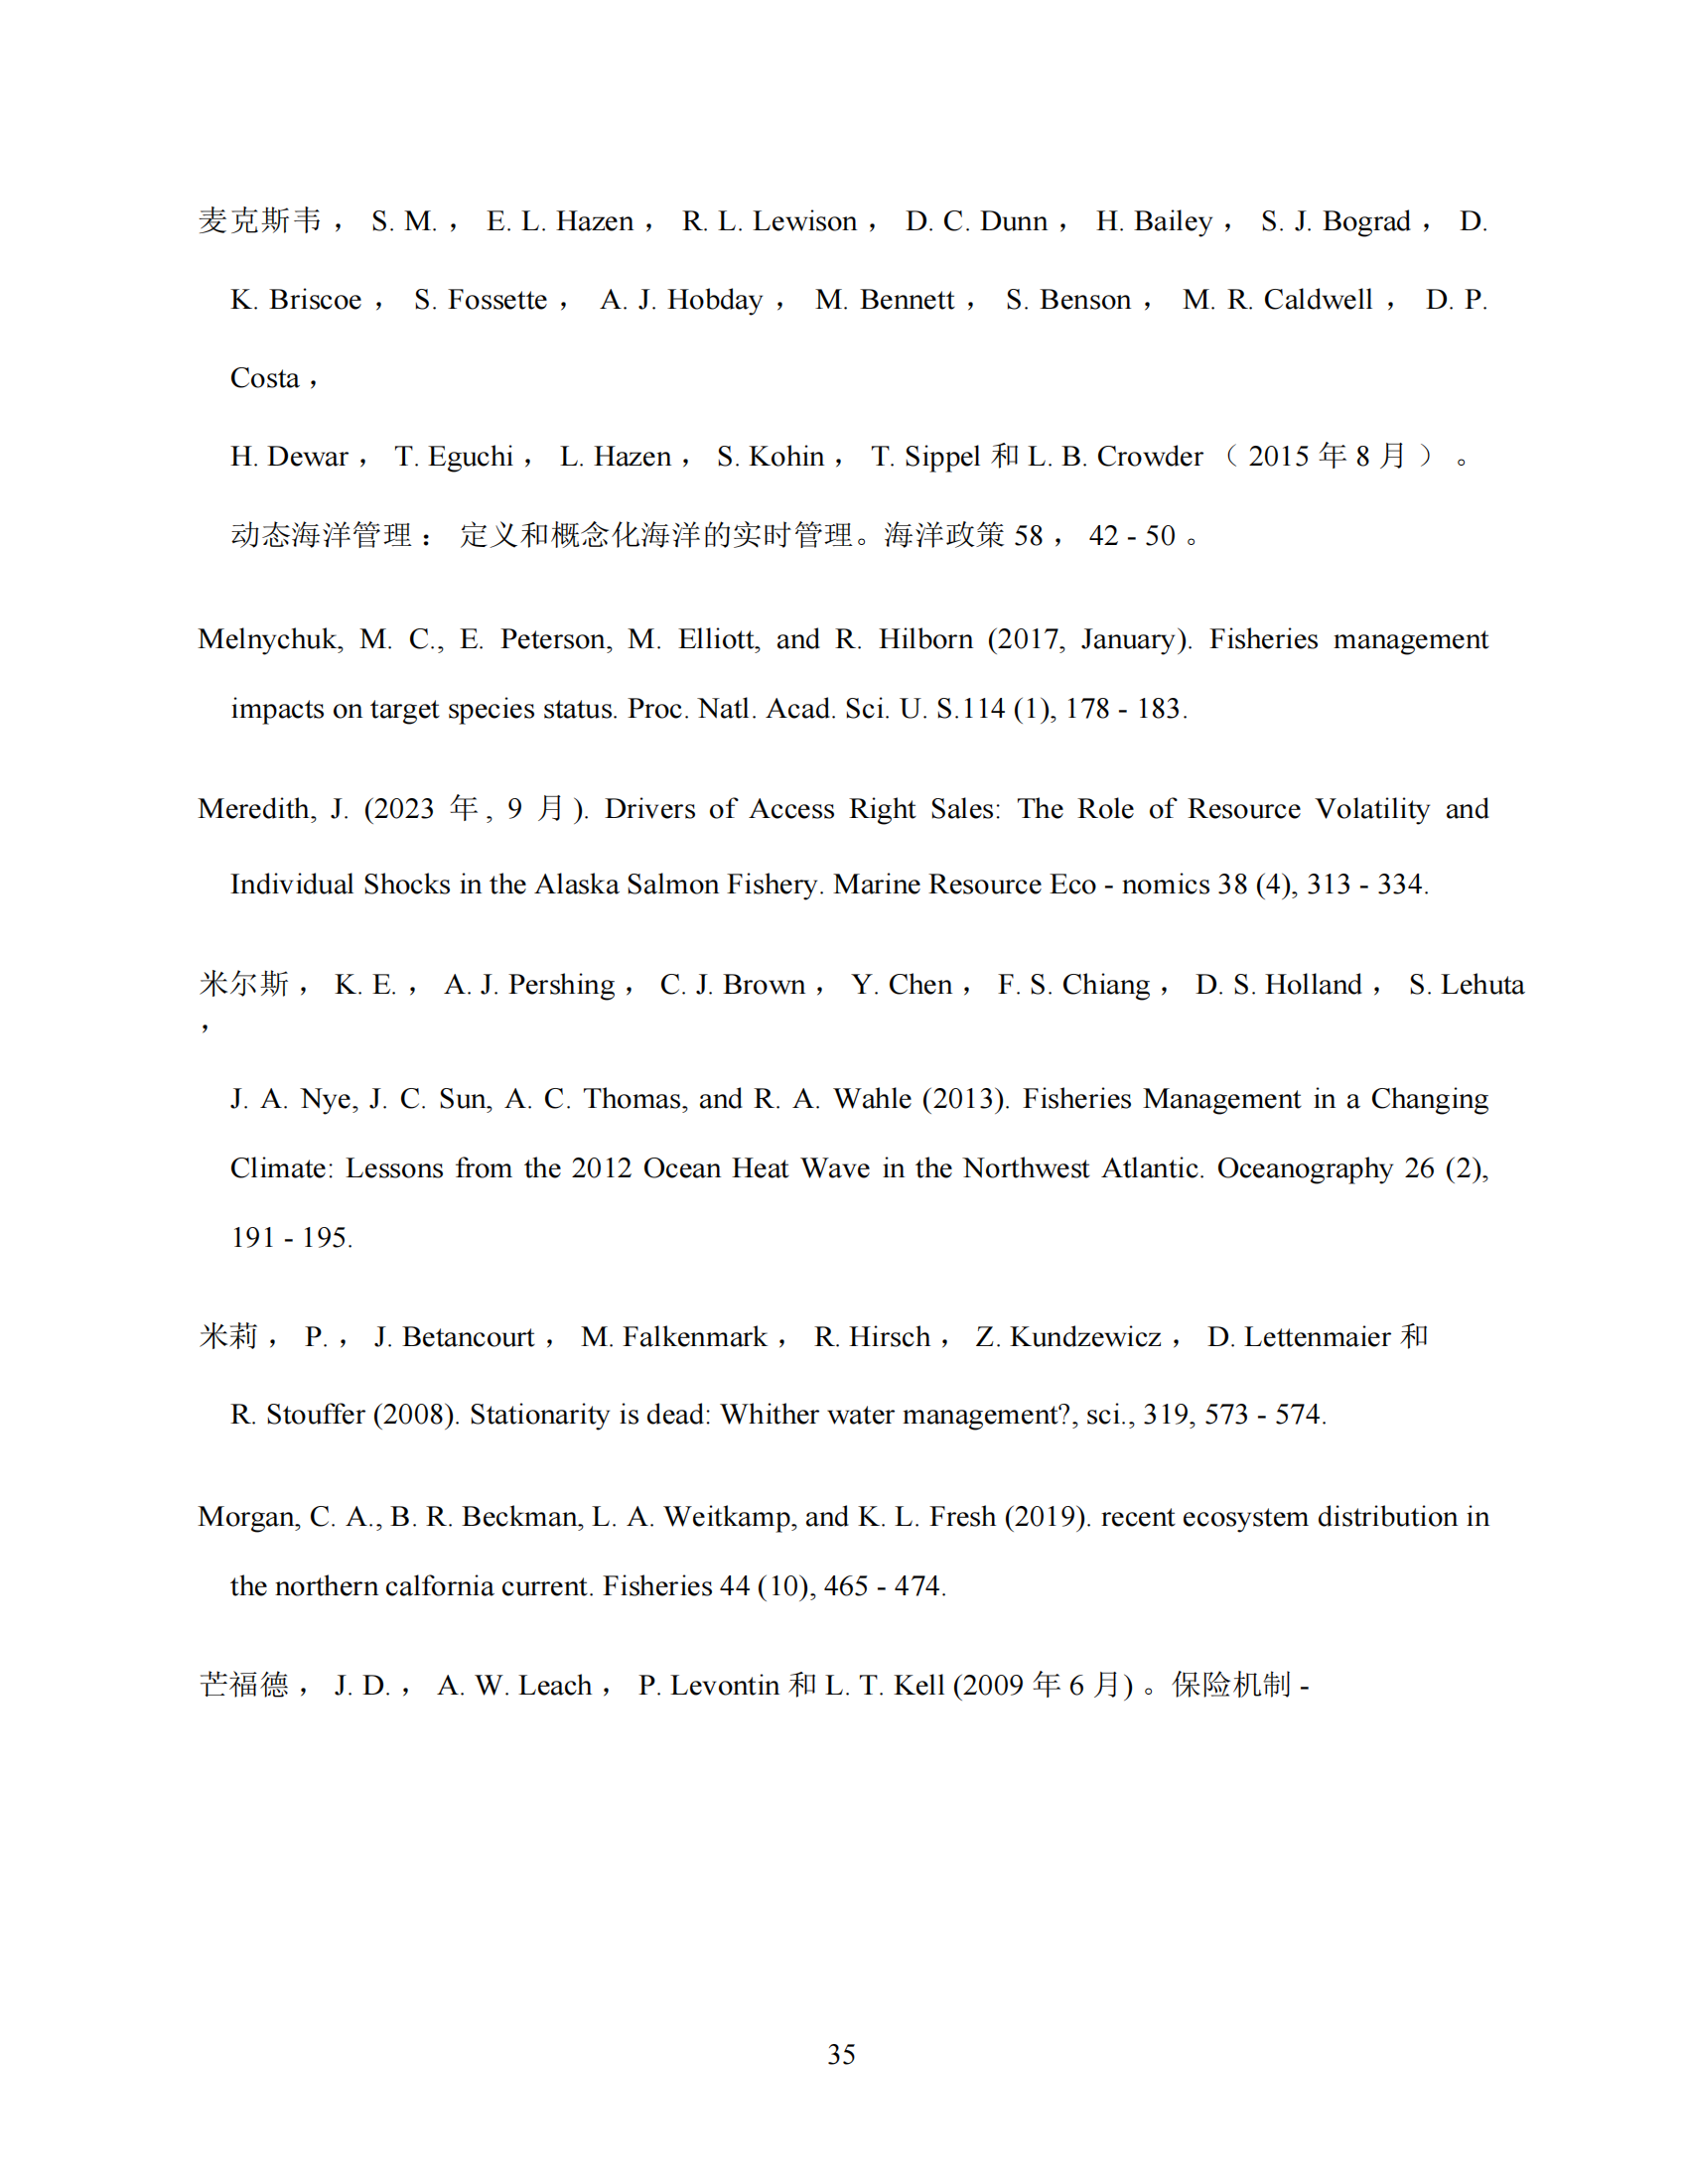 麦克斯韦， S. M.， E. L. Hazen， R. L. Lewison， D. C. Dunn， H. Bailey， S. J. Bograd， D.
K. Briscoe， S. Fossette， A. J. Hobday， M. Bennett， S. Benson， M. R. Caldwell， D. P.
Costa，
H. Dewar， T. Eguchi， L. Hazen， S. Kohin， T. Sippel 和 L. B. Crowder （ 2015 年 8 月 ） 。
动态海洋管理： 定义和概念化海洋的实时管理。海洋政策 58， 42 - 50 。
Melnychuk, M. C., E. Peterson, M. Elliott, and R. Hilborn (2017, January). Fisheries management
impacts on target species status. Proc. Natl. Acad. Sci. U. S.114 (1), 178 - 183.
Meredith, J. (2023 年, 9 月). Drivers of Access Right Sales: The Role of Resource Volatility and
Individual Shocks in the Alaska Salmon Fishery. Marine Resource Eco - nomics 38 (4), 313 - 334.
米尔斯， K. E.， A. J. Pershing， C. J. Brown， Y. Chen， F. S. Chiang， D. S. Holland， S. Lehuta
，
J. A. Nye, J. C. Sun, A. C. Thomas, and R. A. Wahle (2013). Fisheries Management in a Changing
Climate: Lessons from the 2012 Ocean Heat Wave in the Northwest Atlantic. Oceanography 26 (2),
191 - 195.
米莉， P.， J. Betancourt， M. Falkenmark， R. Hirsch， Z. Kundzewicz， D. Lettenmaier 和
R. Stouffer (2008). Stationarity is dead: Whither water management?, sci., 319, 573 - 574.
Morgan, C. A., B. R. Beckman, L. A. Weitkamp, and K. L. Fresh (2019). recent ecosystem distribution in
the northern calfornia current. Fisheries 44 (10), 465 - 474.
芒福德， J. D.， A. W. Leach， P. Levontin 和 L. T. Kell (2009 年 6 月) 。保险机制 -
35